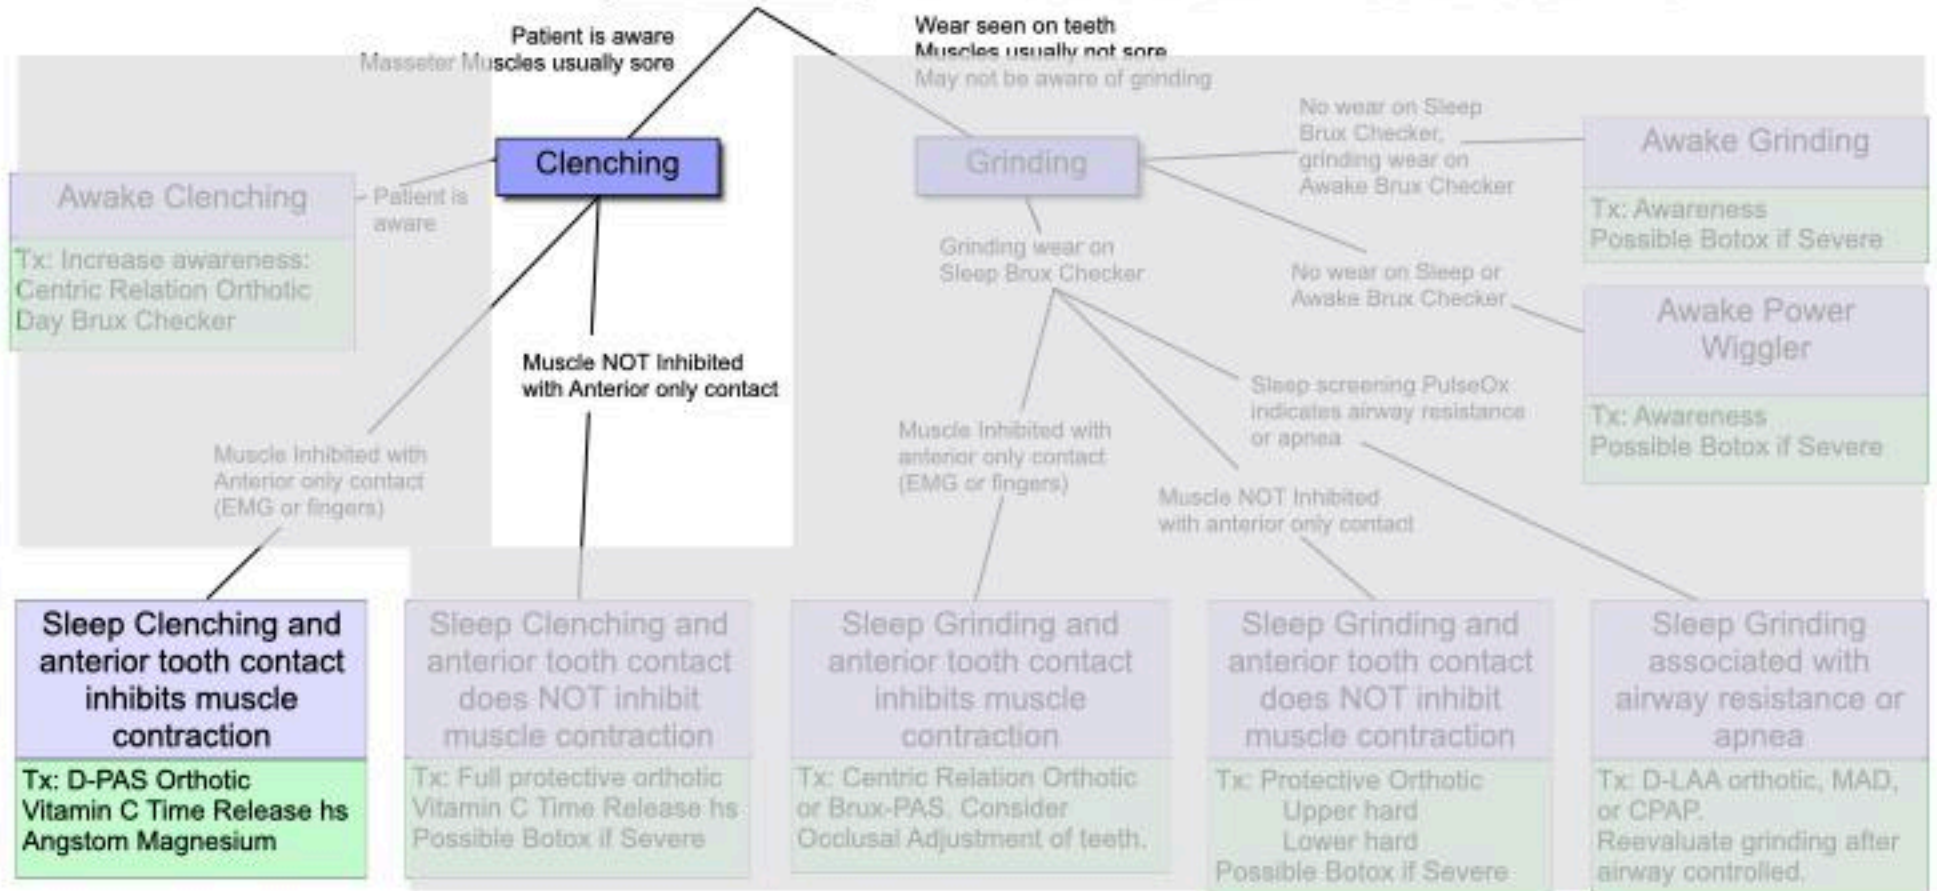 Patient is aware
Masseter Muscles usually sore
Wear seen on teeth
Muscles usually not sore
May not be aware of grinding
Clenching
Grinding
Awake Clenching
Tx: Increase awareness:
Centric Relation Orthotic
Day Brux Checker
Patient is
aware
No wear on Sleep
Brux Checker,
grinding wear on
Awake Brux Checker
Awake Grinding
Tx: Awareness
Possible Botox if Severe
Grinding wear on
Sleep Brux Checker
No wear on Sleep or
Awake Brux Checker
Awake Power
Wiggler
Tx: Awareness
Possible Botox if Severe
Muscle NOT Inhibited
with Anterior only contact
Muscle Inhibited with
Anterior only contact
(EMG or fingers)
Muscle Inhibited with
anterior only contact
(EMG or fingers)
Sleep screening PulseOx
indicates airway resistance
or apnea
Muscle NOT Inhibited
with anterior only contact
Sleep Clenching and
anterior tooth contact
inhibits muscle
contraction
Tx: D-PAS Orthotic
Vitamin C Time Release hs
Angstom Magnesium
Sleep Clenching and
anterior tooth contact
does NOT inhibit
muscle contraction
Tx: Full protective orthotic
Vitamin C Time Release hs
Possible Botox if Severe
Sleep Grinding and
anterior tooth contact
inhibits muscle
contraction
Tx: Centric Relation Orthotic
or Brux-PAS. Consider
Occlusal Adjustment of teeth.
Sleep Grinding and
anterior tooth contact
does NOT inhibit
muscle contraction
Tx: Protective Orthotic
Upper hard
Lower hard
Possible Botox if Severe
Sleep Grinding
associated with
airway resistance or
apnea
Tx: D-LAA orthotic, MAD,
or CPAP.
Reevaluate grinding after
airway controlled.